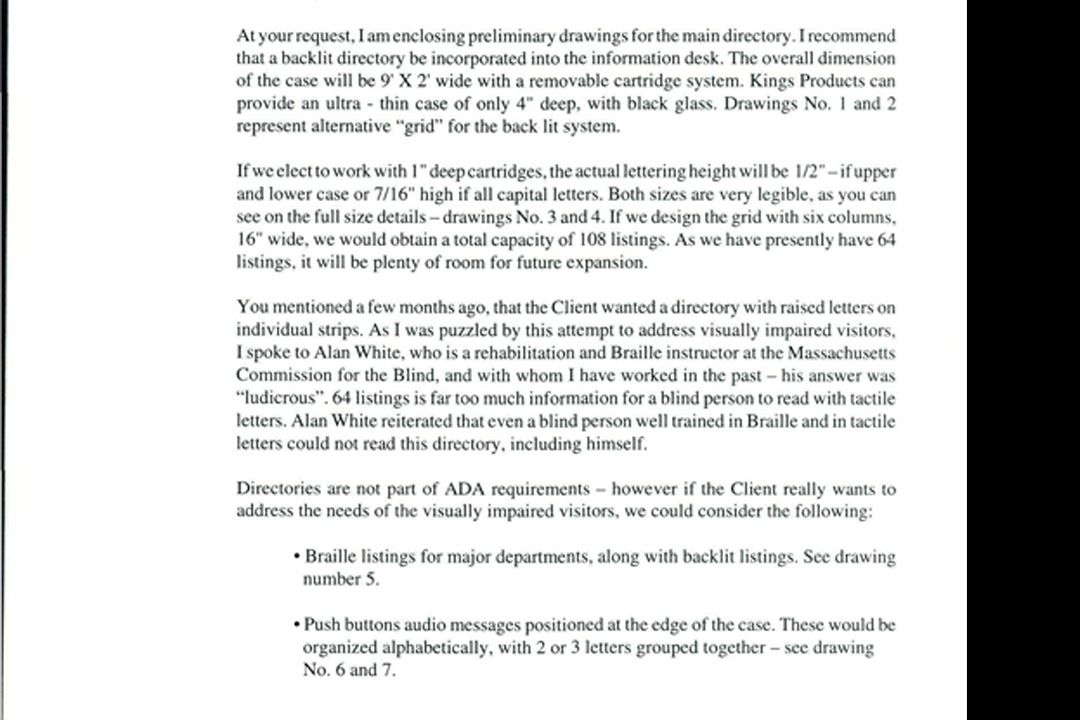 At your request, I am enclosing preliminary drawings for the main directory. I recommend
that a backlit directory be incorporated into the information desk. The overall dimension
of the case will be 9' X 2' wide with a removable cartridge system. Kings Products can
provide an ultra - thin case of only 4" deep, with black glass. Drawings No. 1 and 2
represent alternative “grid” for the back lit system.
If we elect to work with 1" deep cartridges, the actual lettering height will be 1/2" – if upper
and lower case or 7/16" high if all capital letters. Both sizes are very legible, as you can
see on the full size details – drawings No. 3 and 4. If we design the grid with six columns,
16" wide, we would obtain a total capacity of 108 listings. As we have presently have 64
listings, it will be plenty of room for future expansion.
You mentioned a few months ago, that the Client wanted a directory with raised letters on
individual strips. As I was puzzled by this attempt to address visually impaired visitors,
I spoke to Alan White, who is a rehabilitation and Braille instructor at the Massachusetts
Commission for the Blind, and with whom I have worked in the past – his answer was
“ludicrous”. 64 listings is far too much information for a blind person to read with tactile
letters. Alan White reiterated that even a blind person well trained in Braille and in tactile
letters could not read this directory, including himself.
Directories are not part of ADA requirements – however if the Client really wants to
address the needs of the visually impaired visitors, we could consider the following:
• Braille listings for major departments, along with backlit listings. See drawing
number 5.
• Push buttons audio messages positioned at the edge of the case. These would be
organized alphabetically, with 2 or 3 letters grouped together – see drawing
No. 6 and 7.